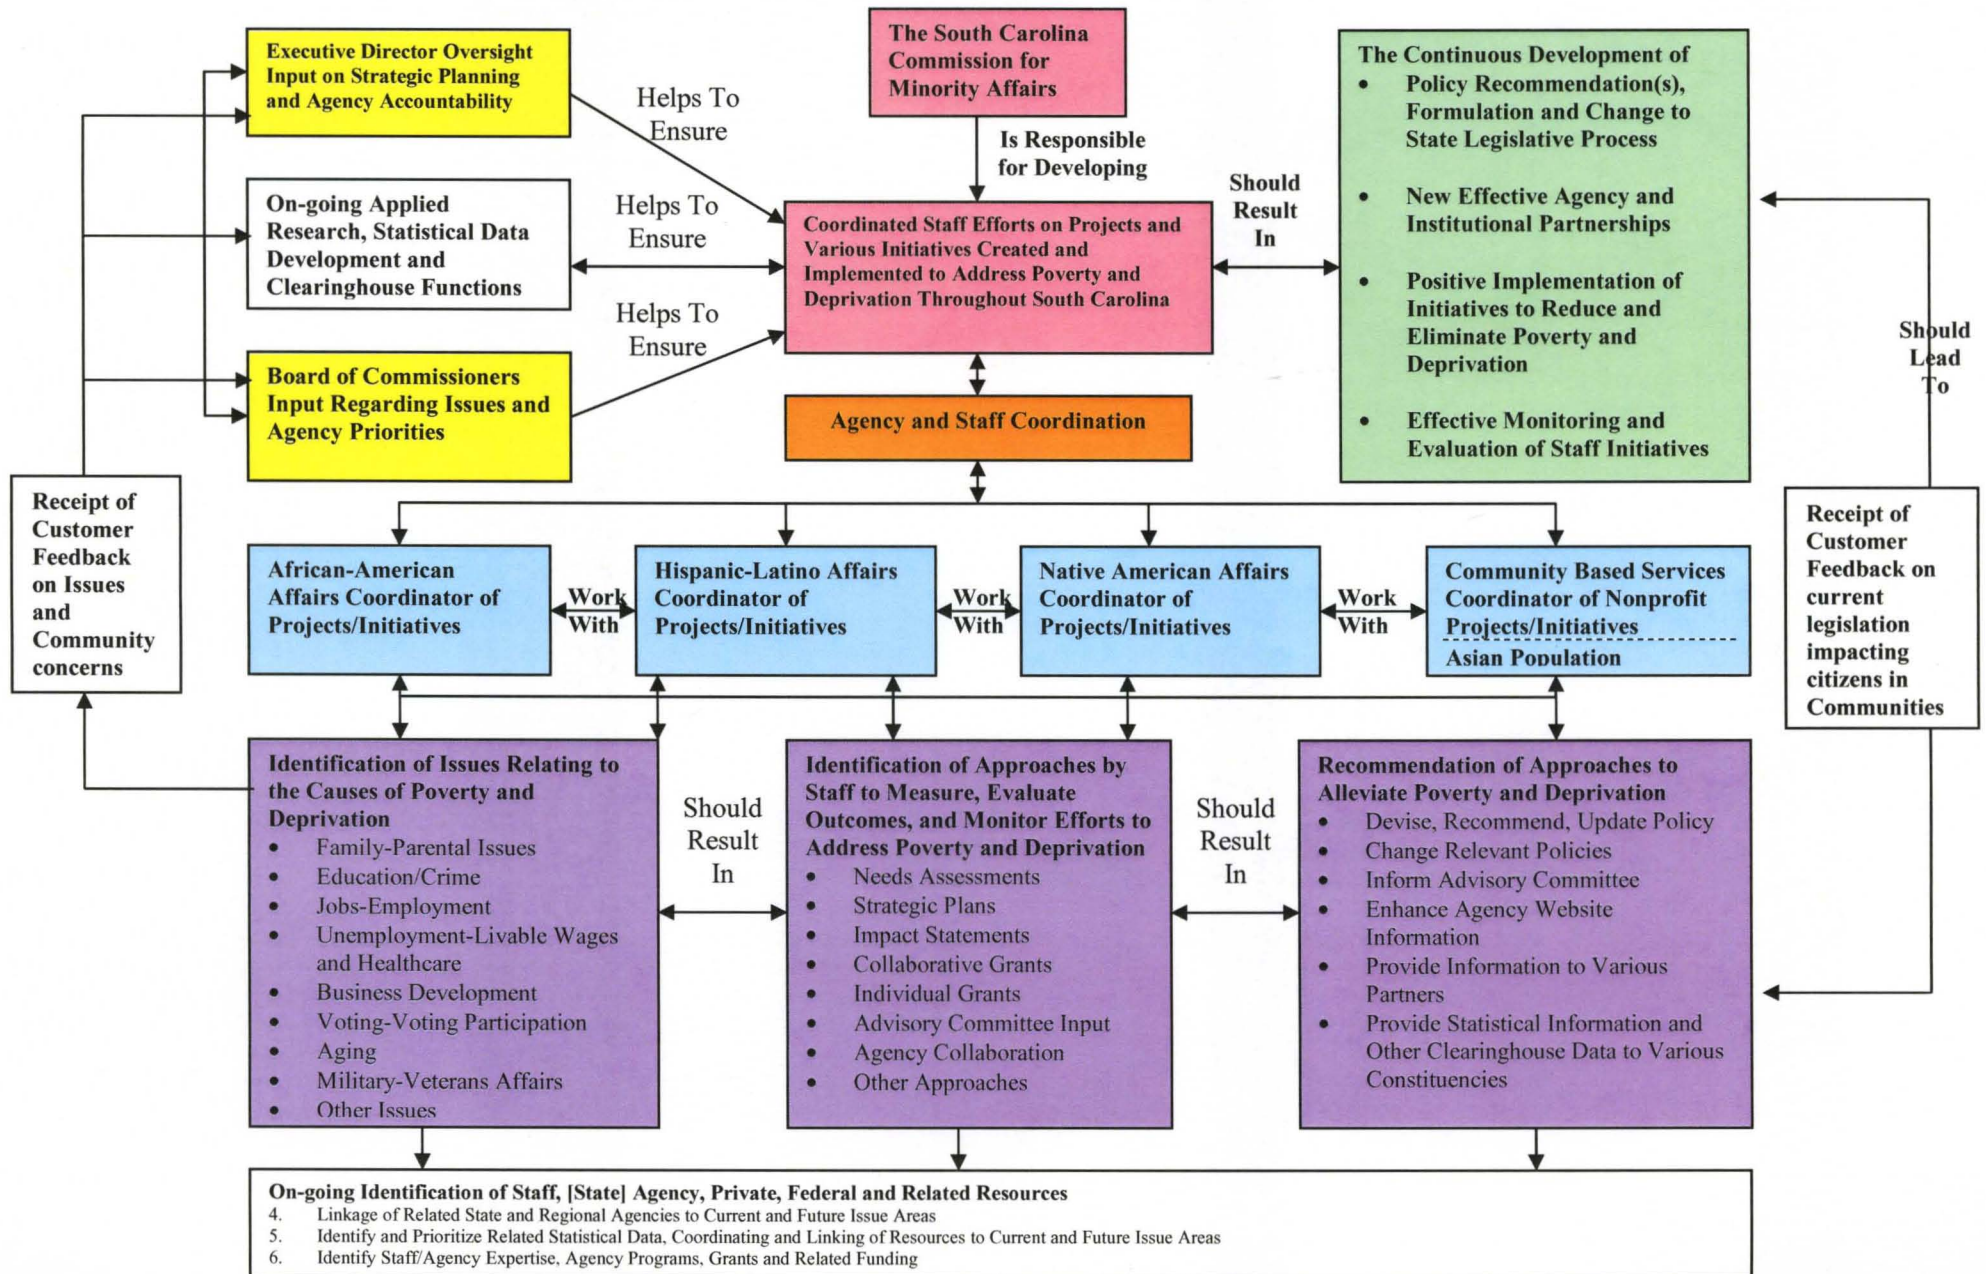 The South Carolina
Commission for
Minority Affairs
Is Responsible
for Developing
Executive Director Oversight
Input on Strategic Planning
and Agency Accountability
Helps To
Ensure
On-going Applied
Research, Statistical Data
Development and
Clearinghouse Functions
Helps To
Ensure
Board of Commissioners
Input Regarding Issues and
Agency Priorities
Helps To
Ensure
Coordinated Staff Efforts on Projects and
Various Initiatives Created and
Implemented to Address Poverty and
Deprivation Throughout South Carolina
Should
Result
In
The Continuous Development of
• Policy Recommendation(s),
Formulation and Change to
State Legislative Process
• New Effective Agency and
Institutional Partnerships
• Positive Implementation of
Initiatives to Reduce and
Eliminate Poverty and
Deprivation
• Effective Monitoring and
Evaluation of Staff Initiatives
Should
Lead
To
Agency and Staff Coordination
Receipt of
Customer
Feedback
on Issues
and
Community
concerns
Receipt of
Customer
Feedback on
current
legislation
impacting
citizens in
Communities
African-American
Affairs Coordinator of
Projects/Initiatives
Work
With
Hispanic-Latino Affairs
Coordinator of
Projects/Initiatives
Work
With
Native American Affairs
Coordinator of
Projects/Initiatives
Work
With
Community Based Services
Coordinator of Nonprofit
Projects/Initiatives
Asian Population
Identification of Issues Relating to
the Causes of Poverty and
Deprivation
• Family-Parental Issues
• Education/Crime
• Jobs-Employment
• Unemployment-Livable Wages
and Healthcare
• Business Development
• Voting-Voting Participation
• Aging
• Military-Veterans Affairs
• Other Issues
Should
Result
In
Identification of Approaches by
Staff to Measure, Evaluate
Outcomes, and Monitor Efforts to
Address Poverty and Deprivation
• Needs Assessments
• Strategic Plans
• Impact Statements
• Collaborative Grants
• Individual Grants
• Advisory Committee Input
• Agency Collaboration
• Other Approaches
Should
Result
In
Recommendation of Approaches to
Alleviate Poverty and Deprivation
• Devise, Recommend, Update Policy
• Change Relevant Policies
• Inform Advisory Committee
• Enhance Agency Website
Information
• Provide Information to Various
Partners
• Provide Statistical Information and
Other Clearinghouse Data to Various
Constituencies
On-going Identification of Staff, [State] Agency, Private, Federal and Related Resources
4. Linkage of Related State and Regional Agencies to Current and Future Issue Areas
5. Identify and Prioritize Related Statistical Data, Coordinating and Linking of Resources to Current and Future Issue Areas
6. Identify Staff/Agency Expertise, Agency Programs, Grants and Related Funding